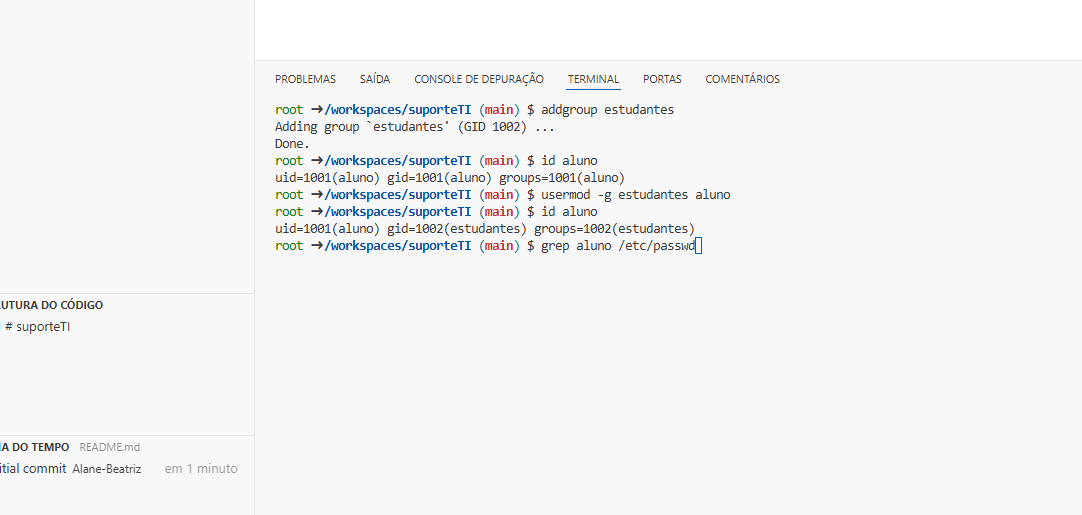 PROBLEMAS SAÍDA CONSOLE DE DEPURAÇÃO TERMINAL PORTAS COMENTÁRIOS
root ➜/workspaces/suporteTI (main) $ addgroup estudantes
Adding group `estudantes' (GID 1002) ...
Done.
root ➜/workspaces/suporteTI (main) $ id aluno
uid=1001(aluno) gid=1001(aluno) groups=1001(aluno)
root ➜/workspaces/suporteTI (main) $ usermod -g estudantes aluno
root ➜/workspaces/suporteTI (main) $ id aluno
uid=1001(aluno) gid=1002(estudantes) groups=1002(estudantes)
root ➜/workspaces/suporteTI (main) $ grep aluno /etc/passwd
UTURA DO CÓDIGO
# suporteTI
A DO TEMPO README.md
itial commit Alane-Beatriz em 1 minuto